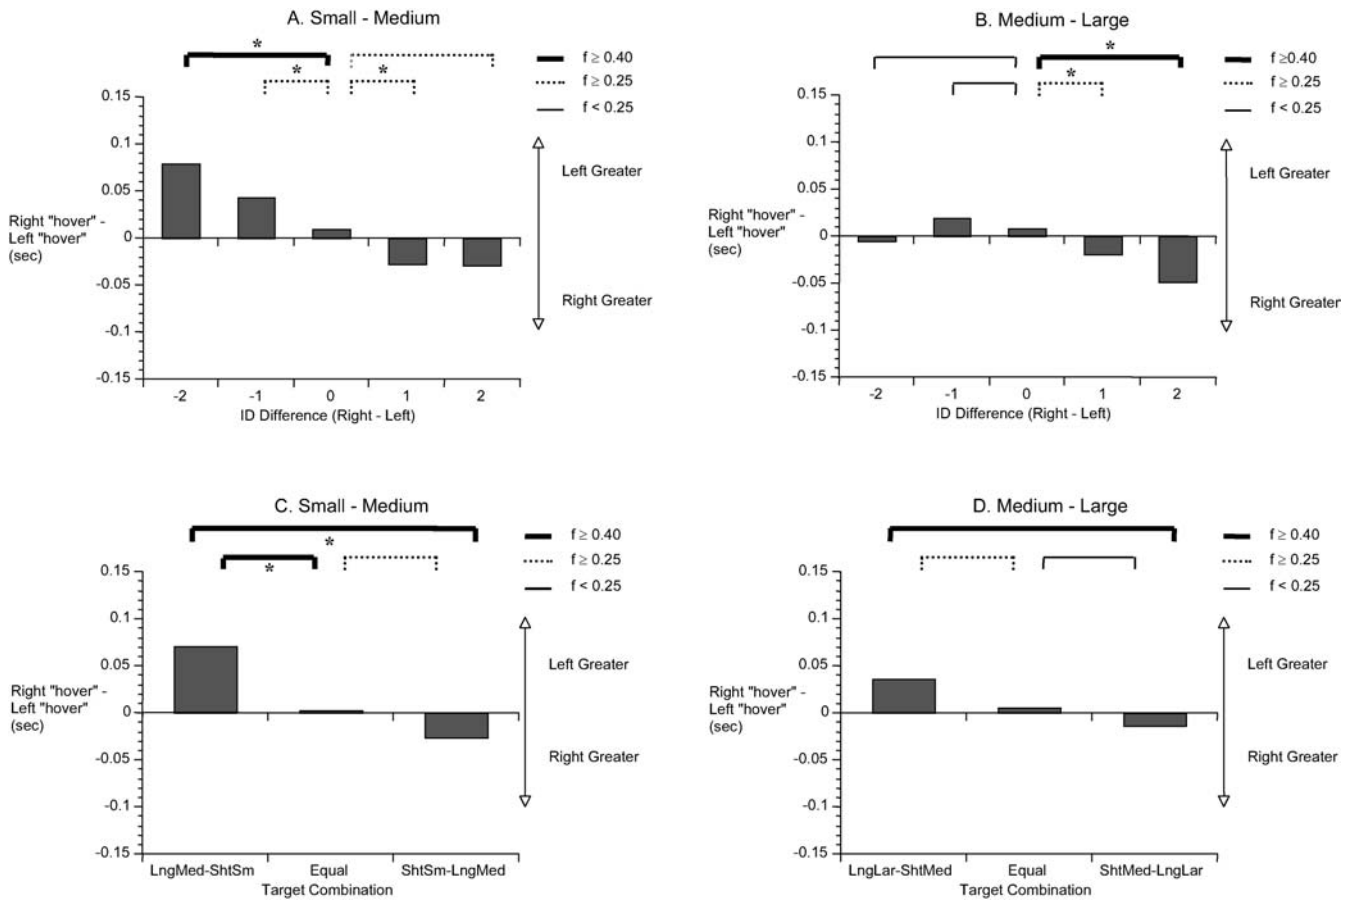 A. Small - Medium
*
*
*
f ≥ 0.40
f ≥ 0.25
f < 0.25
0.15
0.1
0.05
0
-0.05
-0.1
-0.15
Right "hover" -
Left "hover"
(sec)
Left Greater
Right Greater
-2 -1 0 1 2
ID Difference (Right - Left)
B. Medium - Large
*
*
f ≥0.40
f ≥ 0.25
f < 0.25
0.15
0.1
0.05
0
-0.05
-0.1
-0.15
Right "hover" -
Left "hover"
(sec)
Left Greater
Right Greater
-2 -1 0 1 2
ID Difference (Right - Left)
C. Small - Medium
*
*
f ≥ 0.40
f ≥ 0.25
f < 0.25
0.15
0.1
0.05
0
-0.05
-0.1
-0.15
Right "hover" -
Left "hover"
(sec)
Left Greater
Right Greater
LngMed-ShtSm Equal ShtSm-LngMed
Target Combination
D. Medium - Large
f ≥ 0.40
f ≥ 0.25
f < 0.25
0.15
0.1
0.05
0
-0.05
-0.1
-0.15
Right "hover" -
Left "hover"
(sec)
Left Greater
Right Greater
LngLar-ShtMed Equal ShtMed-LngLar
Target Combination